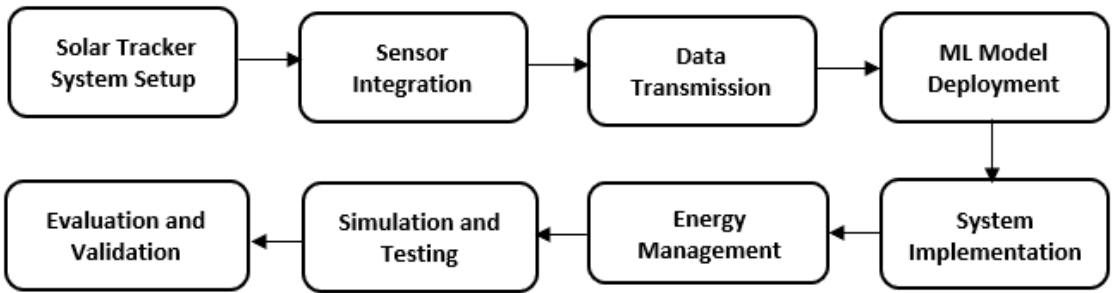 Solar Tracker
System Setup
Sensor
Integration
Data
Transmission
ML Model
Deployment
System
Implementation
Energy
Management
Simulation and
Testing
Evaluation and
Validation